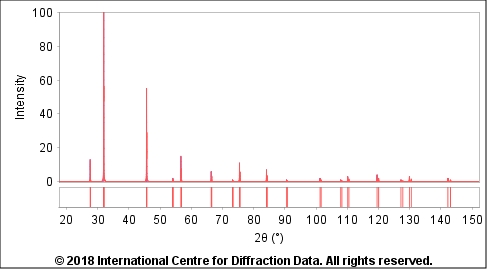 100
80
60
40
20
0
Intensity
20 30 40 50 60 70 80 90 100 110 120 130 140 150
2θ (°)
© 2018 International Centre for Diffraction Data. All rights reserved.